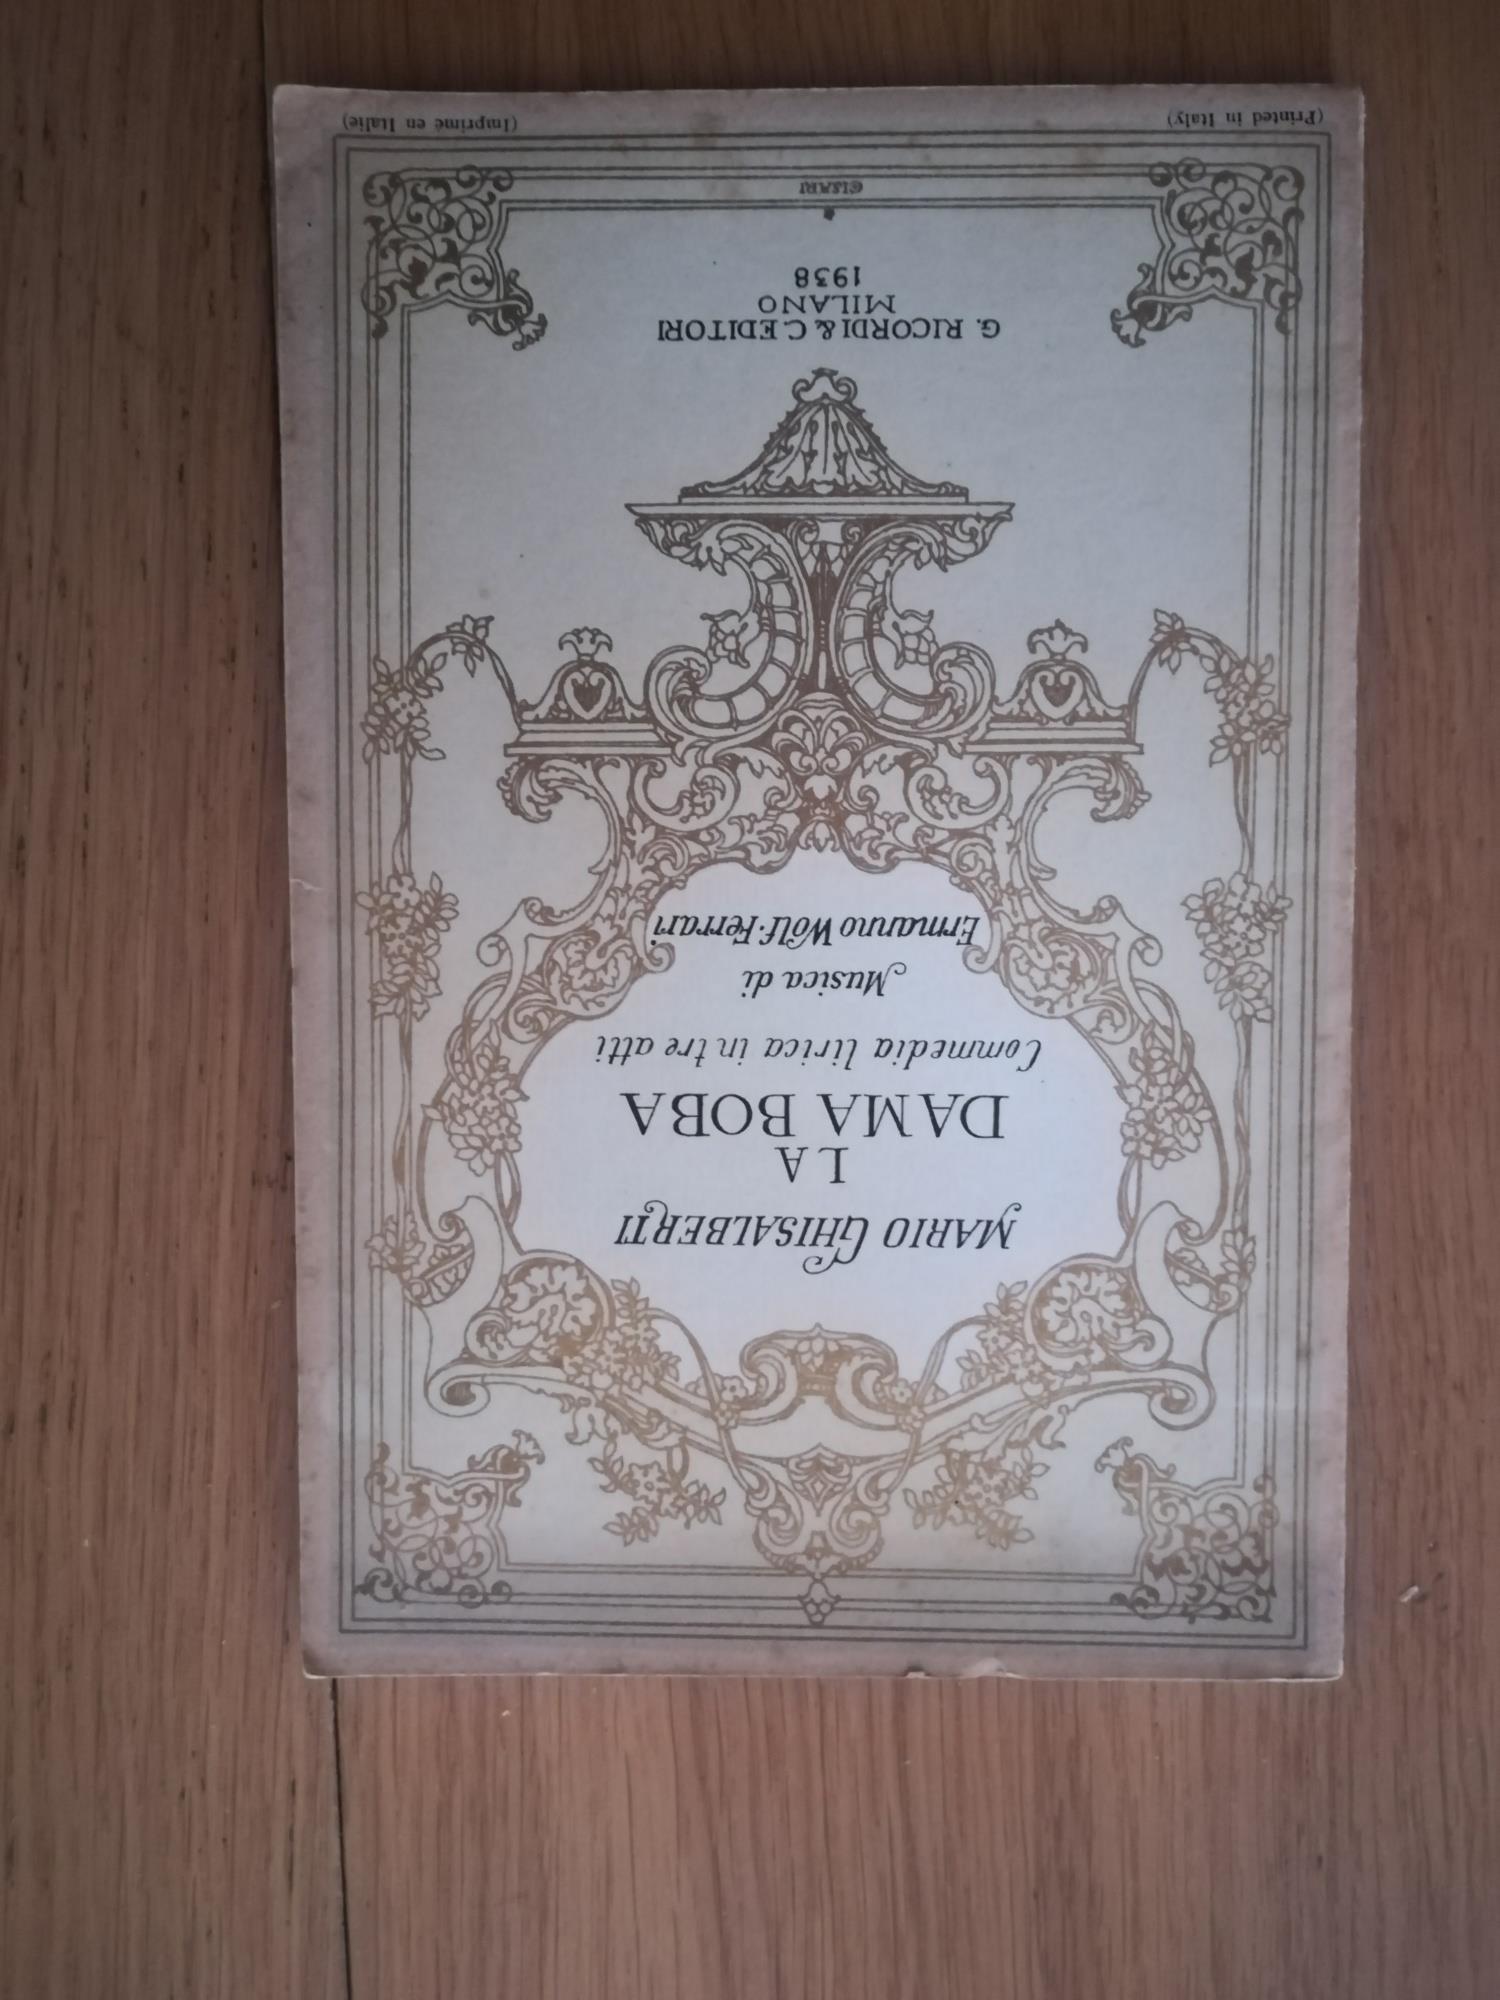 MARIO GHISALBERTI
LA
DAMA BOBA
Commedia lirica in tre atti
Musica di
Ermanno Wolf-Ferrari
G. RICORDI & C. EDITORI
MILANO
1938
CISARI
(Printed in Italy)
(Imprimé en Italie)